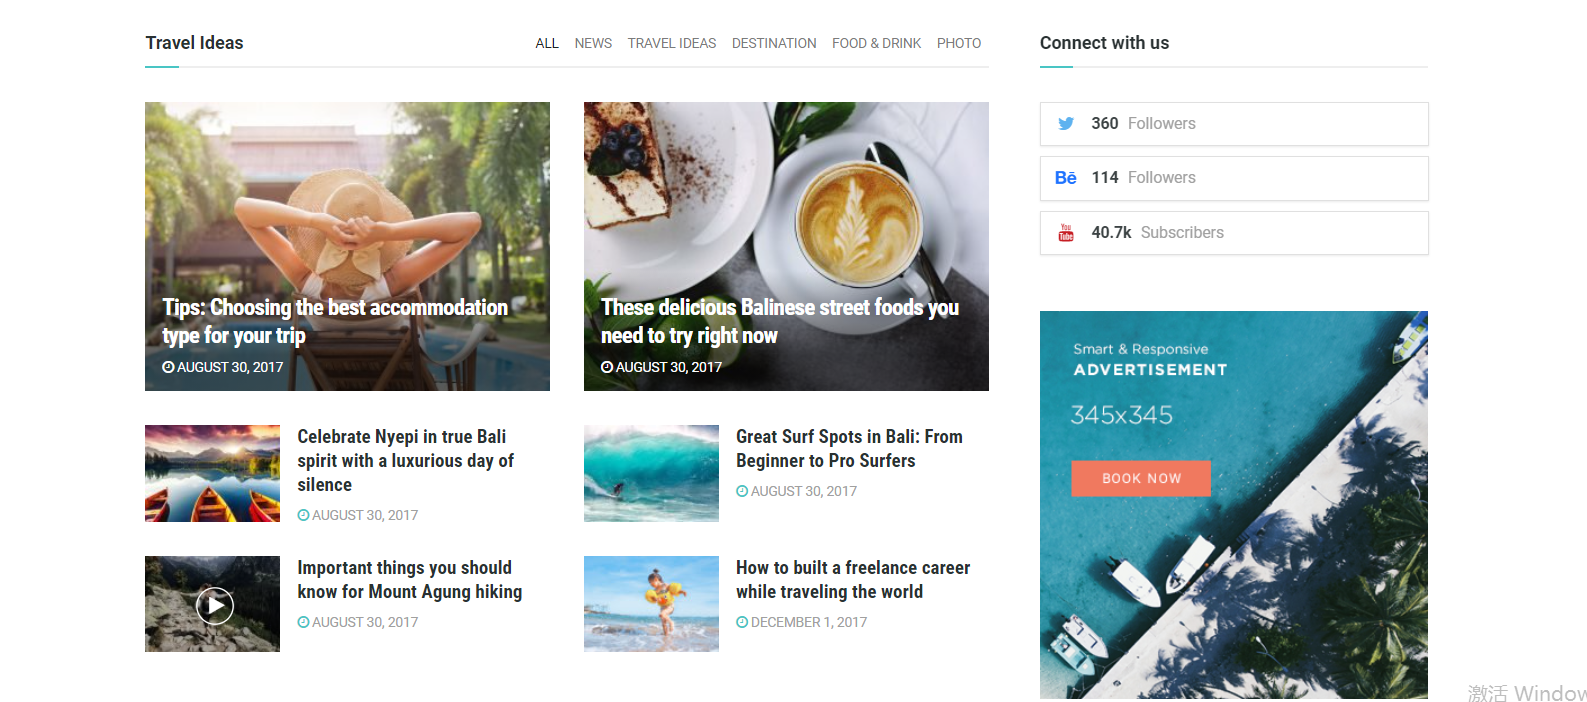 Travel Ideas
ALL NEWS TRAVEL IDEAS DESTINATION FOOD & DRINK PHOTO
Tips: Choosing the best accommodation
type for your trip
AUGUST 30, 2017
These delicious Balinese street foods you
need to try right now
AUGUST 30, 2017
Celebrate Nyepi in true Bali
spirit with a luxurious day of
silence
AUGUST 30, 2017
Great Surf Spots in Bali: From
Beginner to Pro Surfers
AUGUST 30, 2017
Important things you should
know for Mount Agung hiking
AUGUST 30, 2017
How to built a freelance career
while traveling the world
DECEMBER 1, 2017
Connect with us
360 Followers
Bē 114 Followers
You Tube 40.7k Subscribers
Smart & Responsive
ADVERTISEMENT
345x345
BOOK NOW
激活 Window